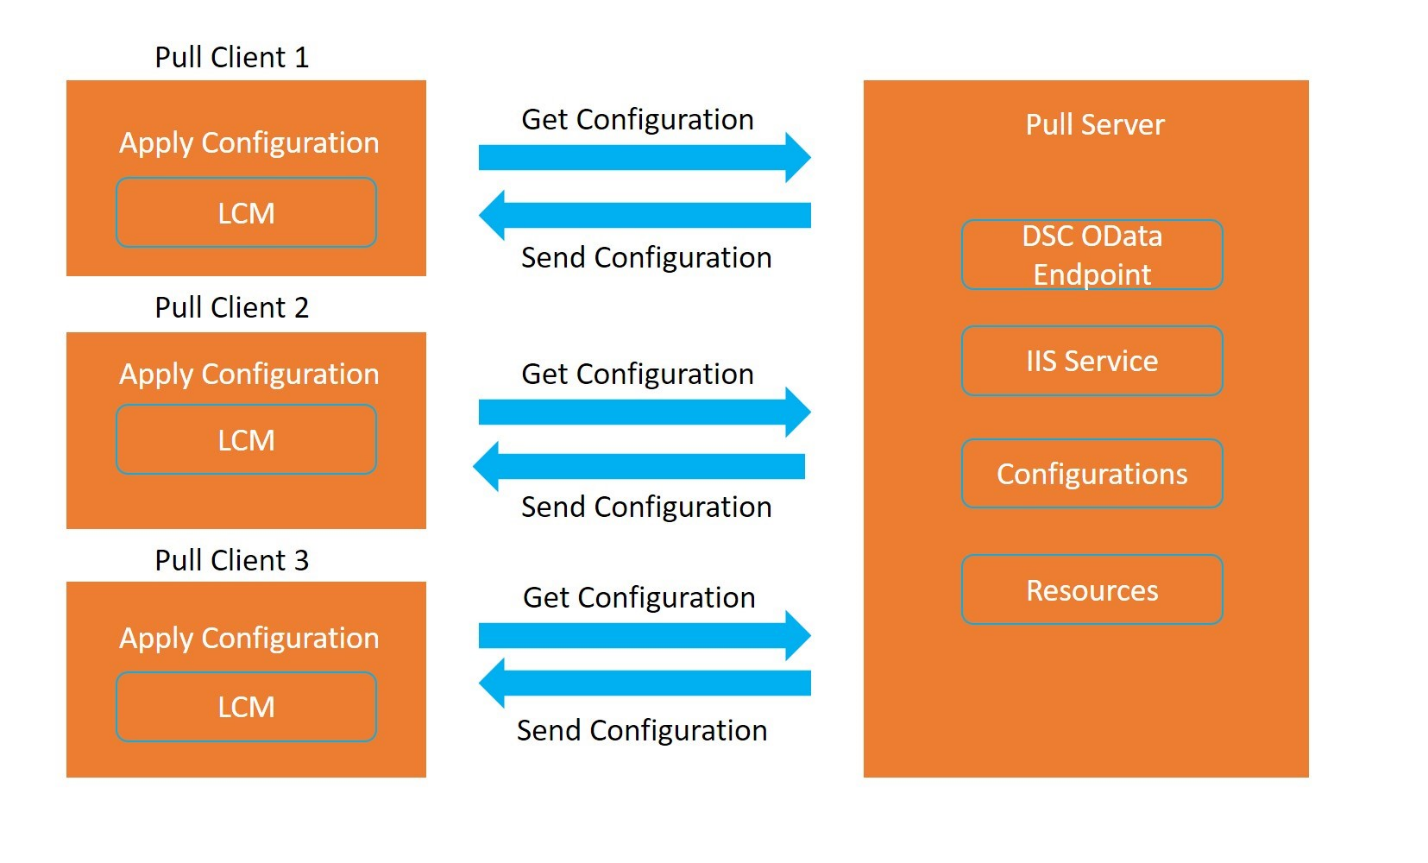 Pull Client 1
Apply Configuration
LCM
Get Configuration
Send Configuration
Pull Client 2
Apply Configuration
LCM
Get Configuration
Send Configuration
Pull Client 3
Apply Configuration
LCM
Get Configuration
Send Configuration
Pull Server
DSC OData
Endpoint
IIS Service
Configurations
Resources